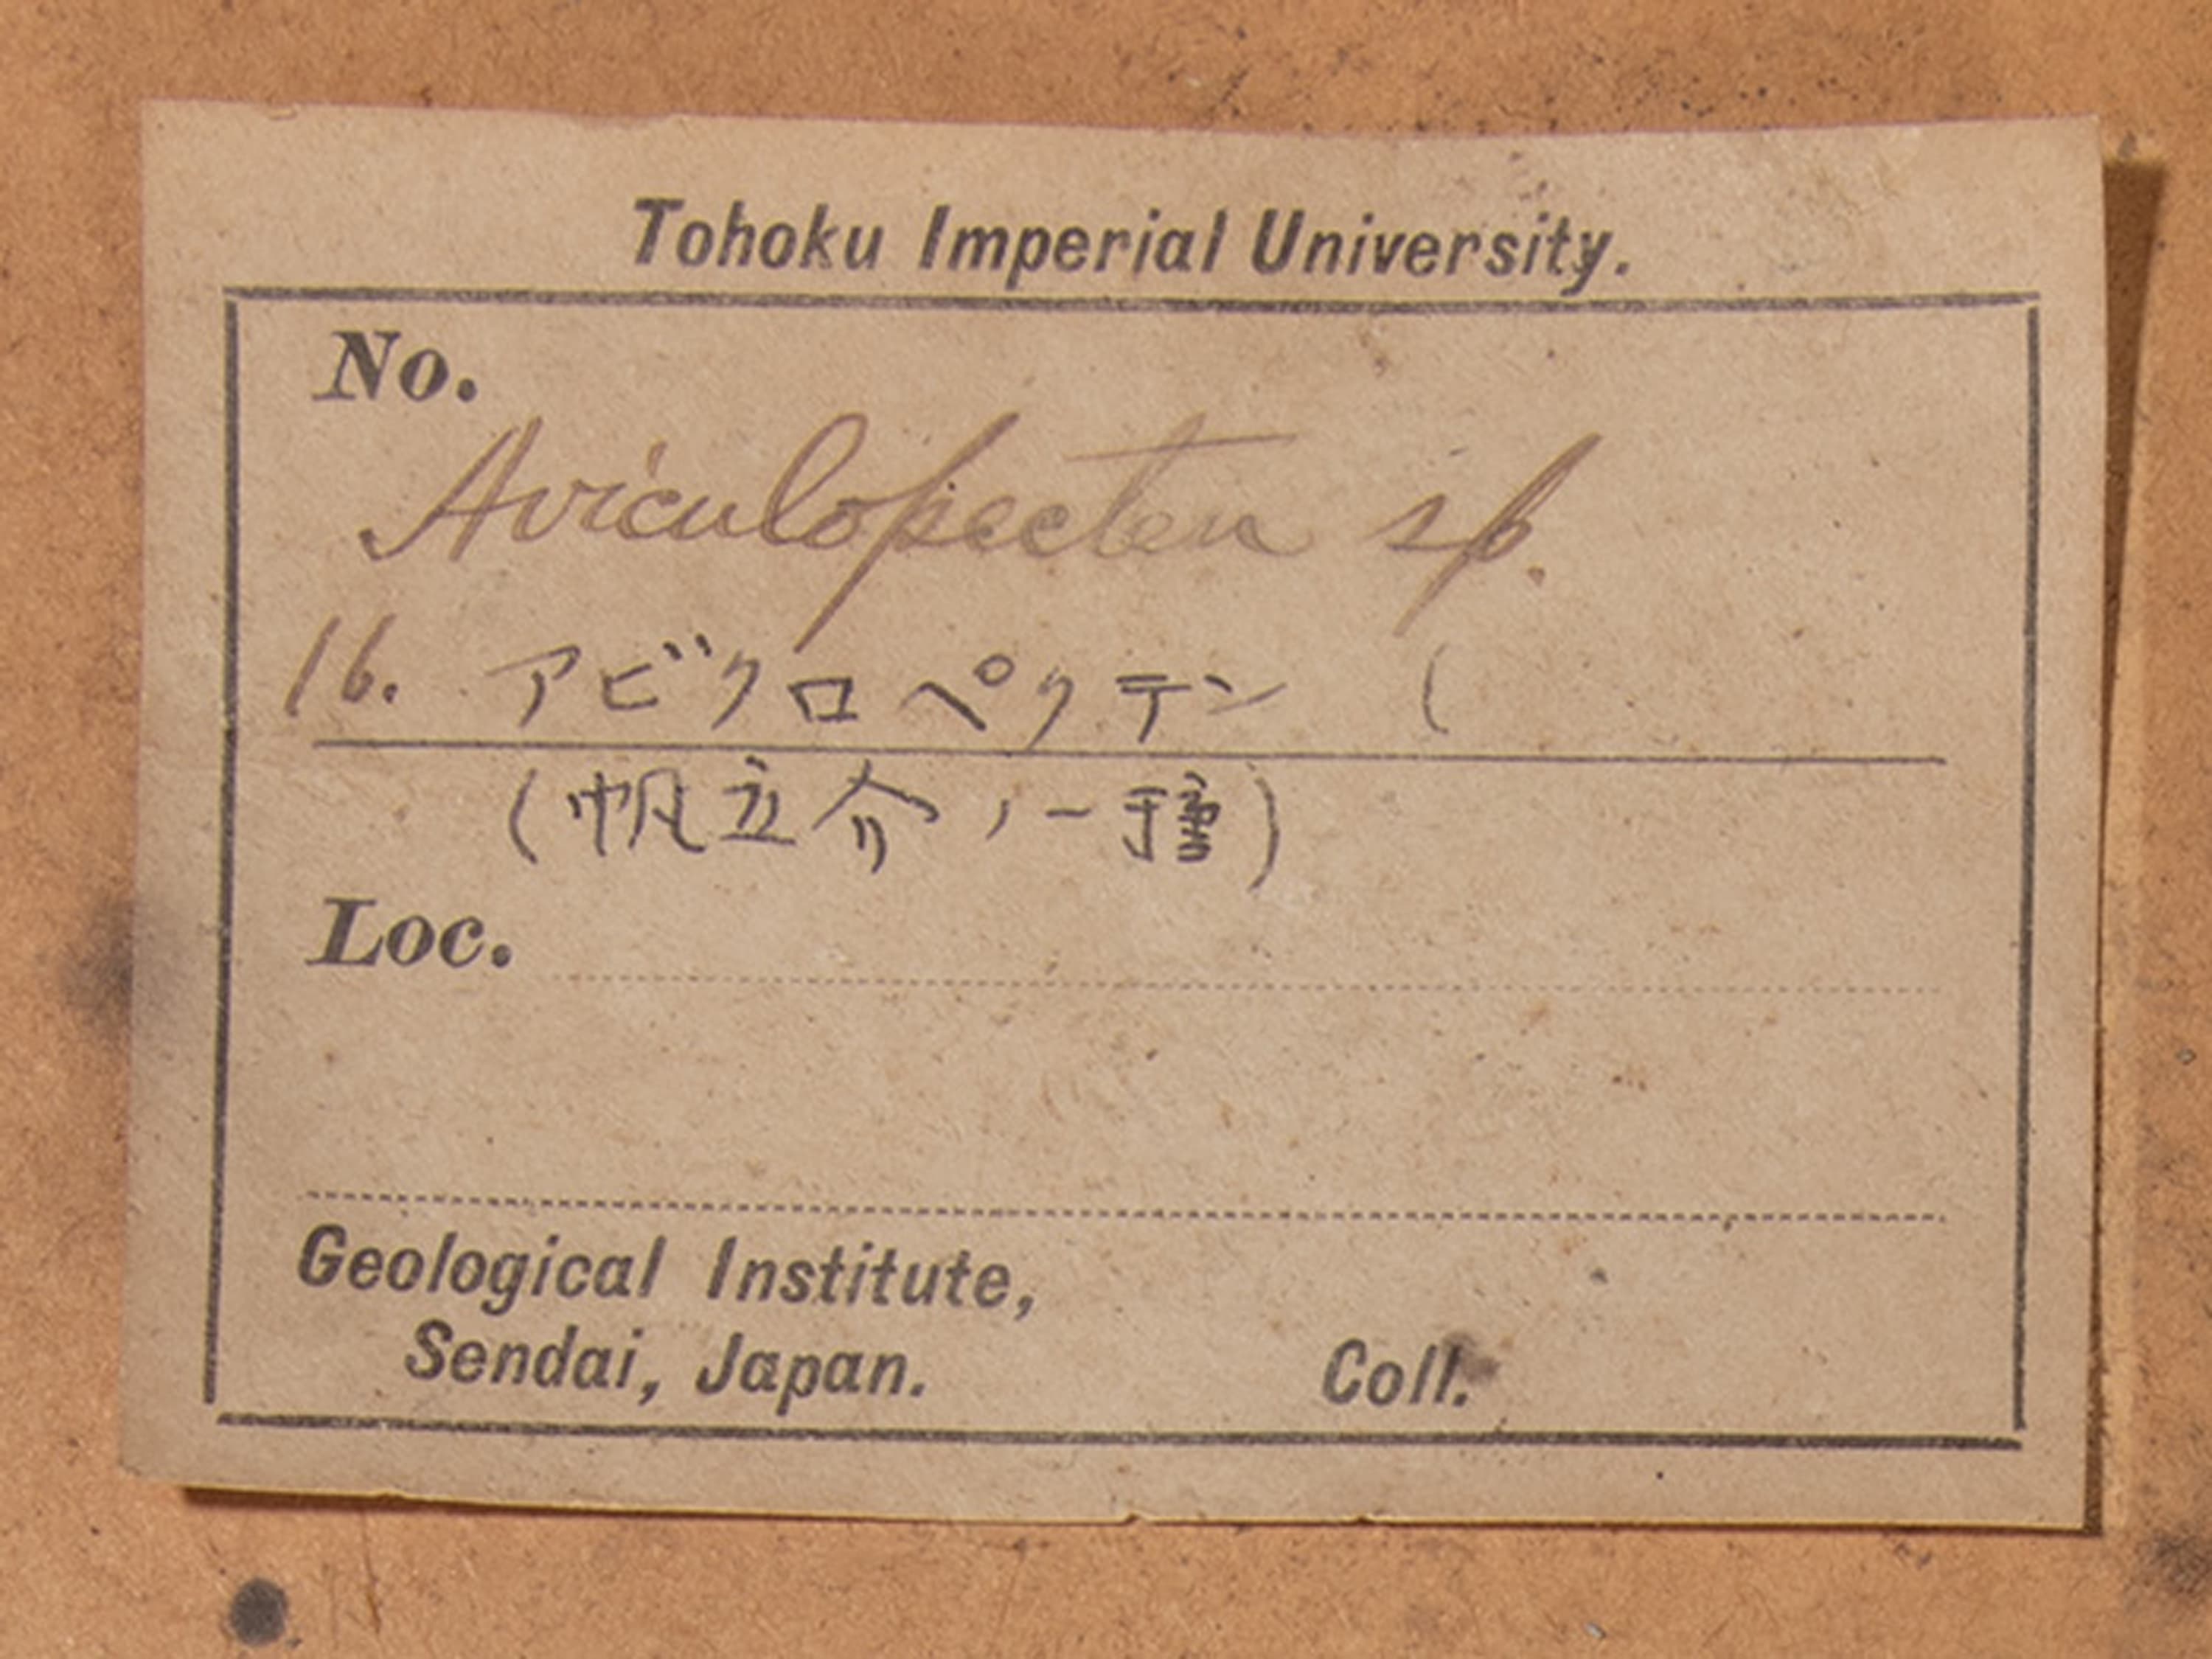 Tohoku Imperial University.
No.
Aviculopecten sp.
16. アビクロペクテン (
(帆立介ノ一種)
Loc.
Geological Institute,
Sendai, Japan. Coll.